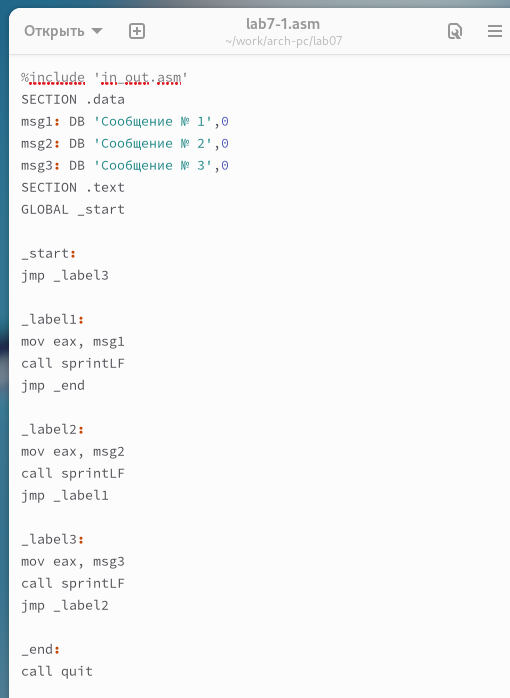 Открыть
lab7-1.asm
~/work/arch-pc/lab07
%include 'in_out.asm'
SECTION .data
msg1: DB 'Сообщение № 1',0
msg2: DB 'Сообщение № 2',0
msg3: DB 'Сообщение № 3',0
SECTION .text
GLOBAL _start

_start:
jmp _label3

_label1:
mov eax, msg1
call sprintLF
jmp _end

_label2:
mov eax, msg2
call sprintLF
jmp _label1

_label3:
mov eax, msg3
call sprintLF
jmp _label2

_end:
call quit